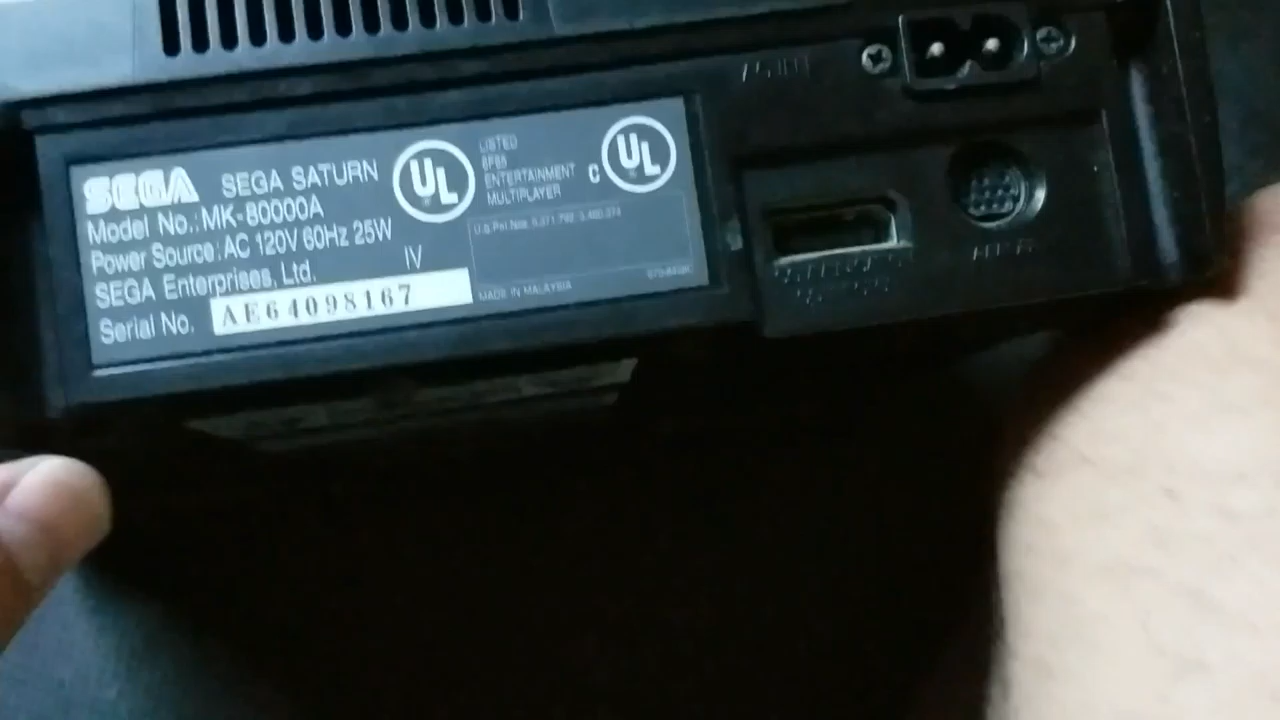 SEGA SEGA SATURN
Model No.: MK-80000A
Power Source: AC 120V 60Hz 25W
SEGA Enterprises, Ltd.
IV
Serial No. AE64098167
UL
LISTED
ENTERTAINMENT
MULTIPLAYER
C UL
MADE IN MALAYSIA